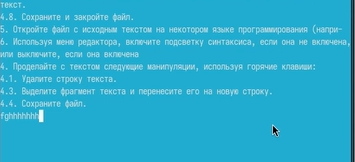 текст.
4.8. Сохраните и закройте файл.
5. Откройте файл с исходным текстом на некотором языке программирования (напри-
6. Используя меню редактора, включите подсветку синтаксиса, если она не включена,
или выключите, если она включена
4. Проделайте с текстом следующие манипуляции, используя горячие клавиши:
4.1. Удалите строку текста.
4.3. Выделите фрагмент текста и перенесите его на новую строку.
4.4. Сохраните файл.
fghhhhhhh